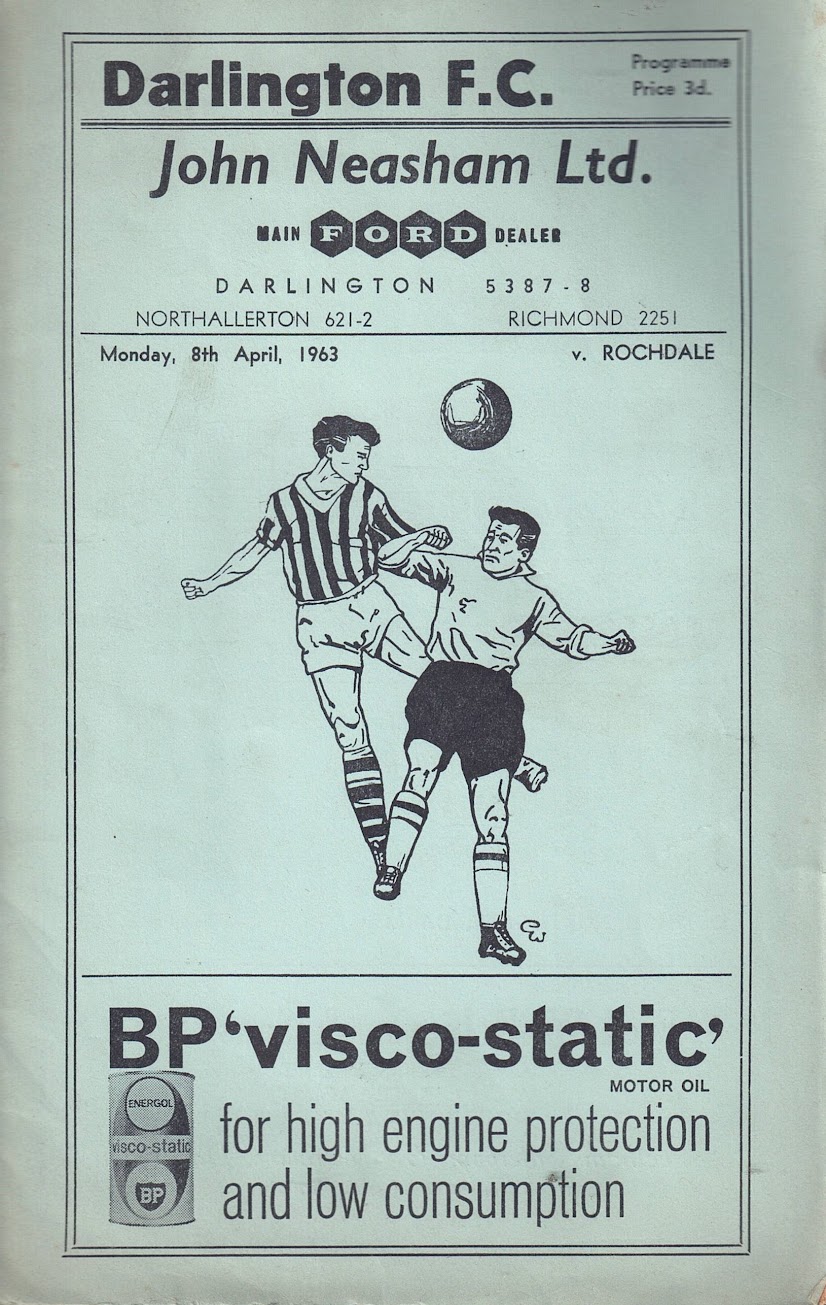 Darlington F.C.
Programme
Price 3d.
John Neasham Ltd.
MAIN FORD DEALER
DARLINGTON 5387-8
NORTHALLERTON 621-2 RICHMOND 2251
Monday, 8th April, 1963 v. ROCHDALE
CW
BP 'visco-static'
MOTOR OIL
ENERGOL
visco-static
BP
for high engine protection
and low consumption